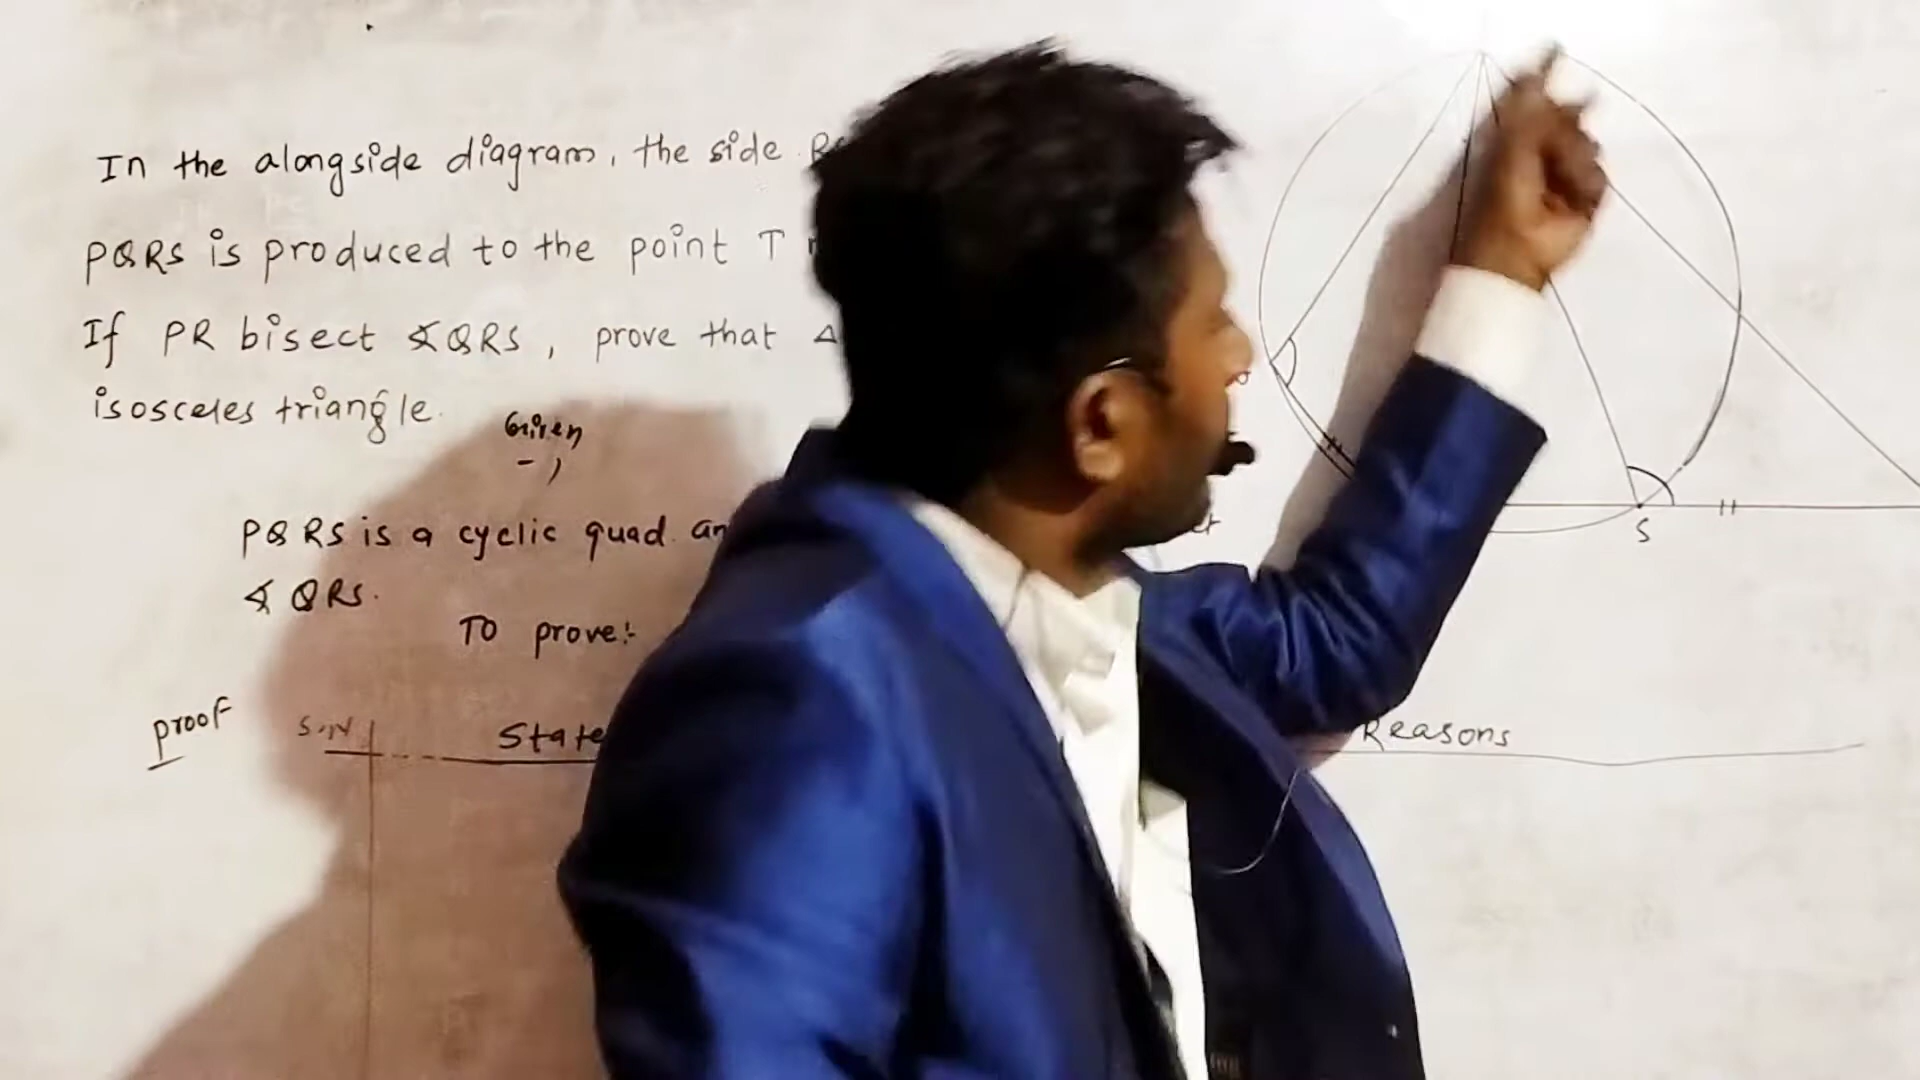 In the alongside diagram, the side
PQRS is produced to the point T
If PR bisect ∠QRS, prove that Δ
isosceles triangle.
Given
-,
PQRS is a cyclic quad. an
∠QRS.
TO prove:-
proof S.N State Reasons
S